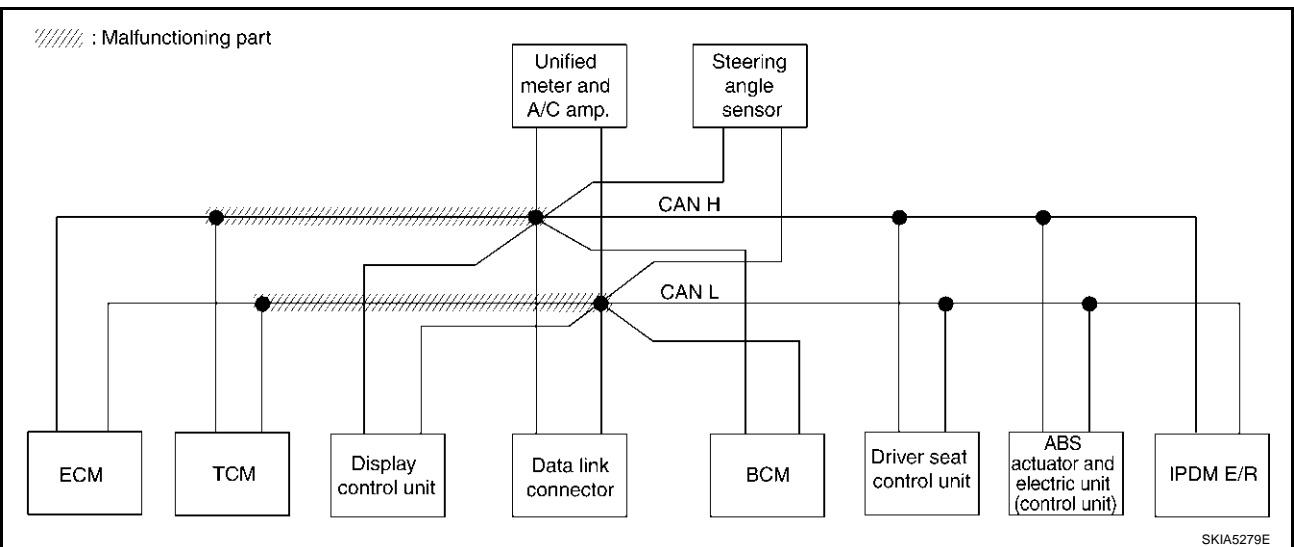 : Malfunctioning part
Unified
meter and
A/C amp.
Steering
angle
sensor
CAN H
CAN L
ECM
TCM
Display
control unit
Data link
connector
BCM
Driver seat
control unit
ABS
actuator and
electric unit
(control unit)
IPDM E/R
SKIA5279E